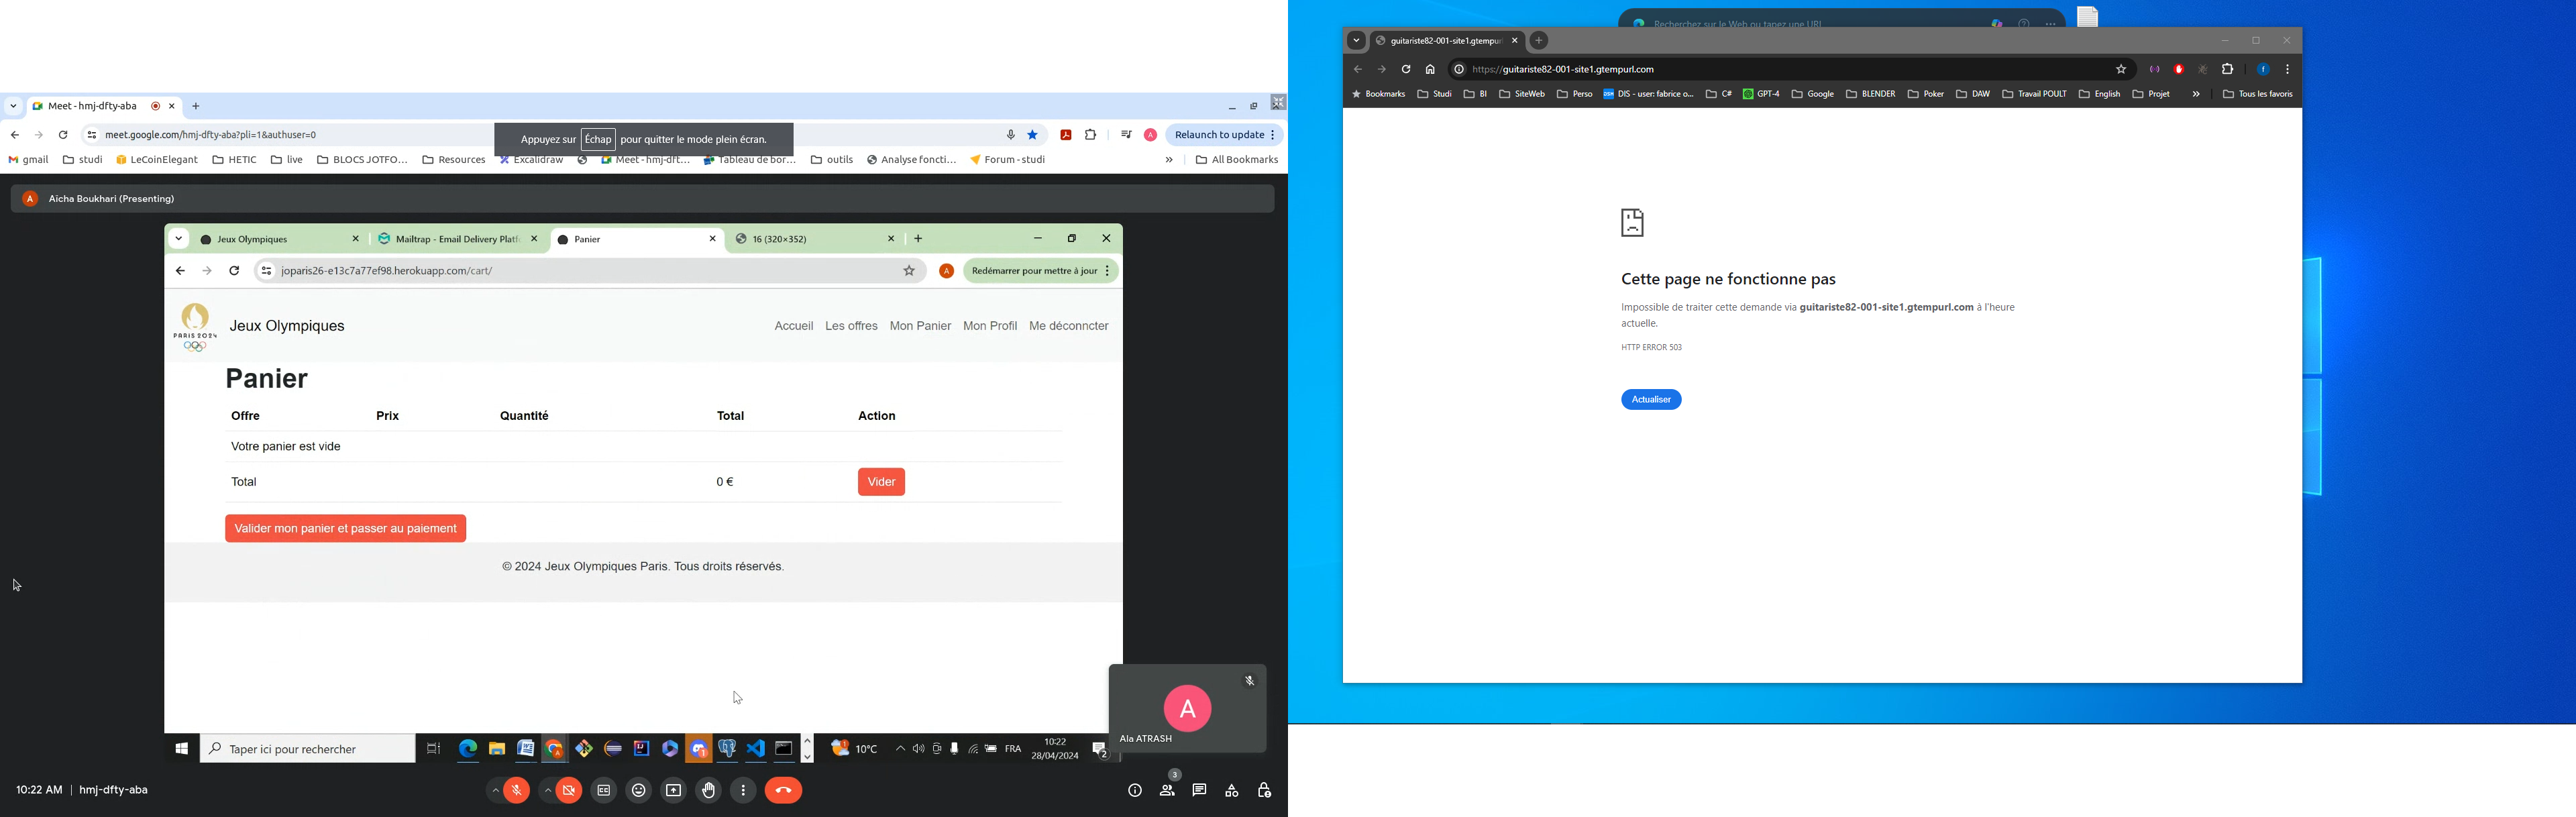 Meet - hmj-dfty-aba
meet.google.com/hmj-dfty-aba?pli=1&authuser=0
Appuyez sur Échap pour quitter le mode plein écran.
A
Relaunch to update
gmail
studi
LeCoinElegant
HETIC
live
BLOCS JOTFO...
Resources
Excalidraw
Meet - hmj-dft...
Tableau de bor...
outils
Analyse foncti...
Forum - studi
»
All Bookmarks
A
Aicha Boukhari (Presenting)
Jeux Olympiques
Mailtrap - Email Delivery Platf
Panier
16 (320×352)
joparis26-e13c7a77ef98.herokuapp.com/cart/
A
Redémarrer pour mettre à jour
PARIS 2024
Jeux Olympiques
Accueil
Les offres
Mon Panier
Mon Profil
Me déconncter
Panier
Offre Prix Quantité Total Action
Votre panier est vide
Total 0 € Vider
Valider mon panier et passer au paiement
© 2024 Jeux Olympiques Paris. Tous droits réservés.
A
Ala ATRASH
Taper ici pour rechercher
10°C
FRA
10:22
28/04/2024
2
10:22 AM | hmj-dfty-aba
3
Recherchez sur le Web ou tapez une URL
guitariste82-001-site1.gtempu
https://guitariste82-001-site1.gtempurl.com
f
Bookmarks
Studi
BI
SiteWeb
Perso
DIS - user: fabrice o...
C#
GPT-4
Google
BLENDER
Poker
DAW
Travail POULT
English
Projet
»
Tous les favoris
Cette page ne fonctionne pas
Impossible de traiter cette demande via guitariste82-001-site1.gtempurl.com à l'heure
actuelle.
HTTP ERROR 503
Actualiser